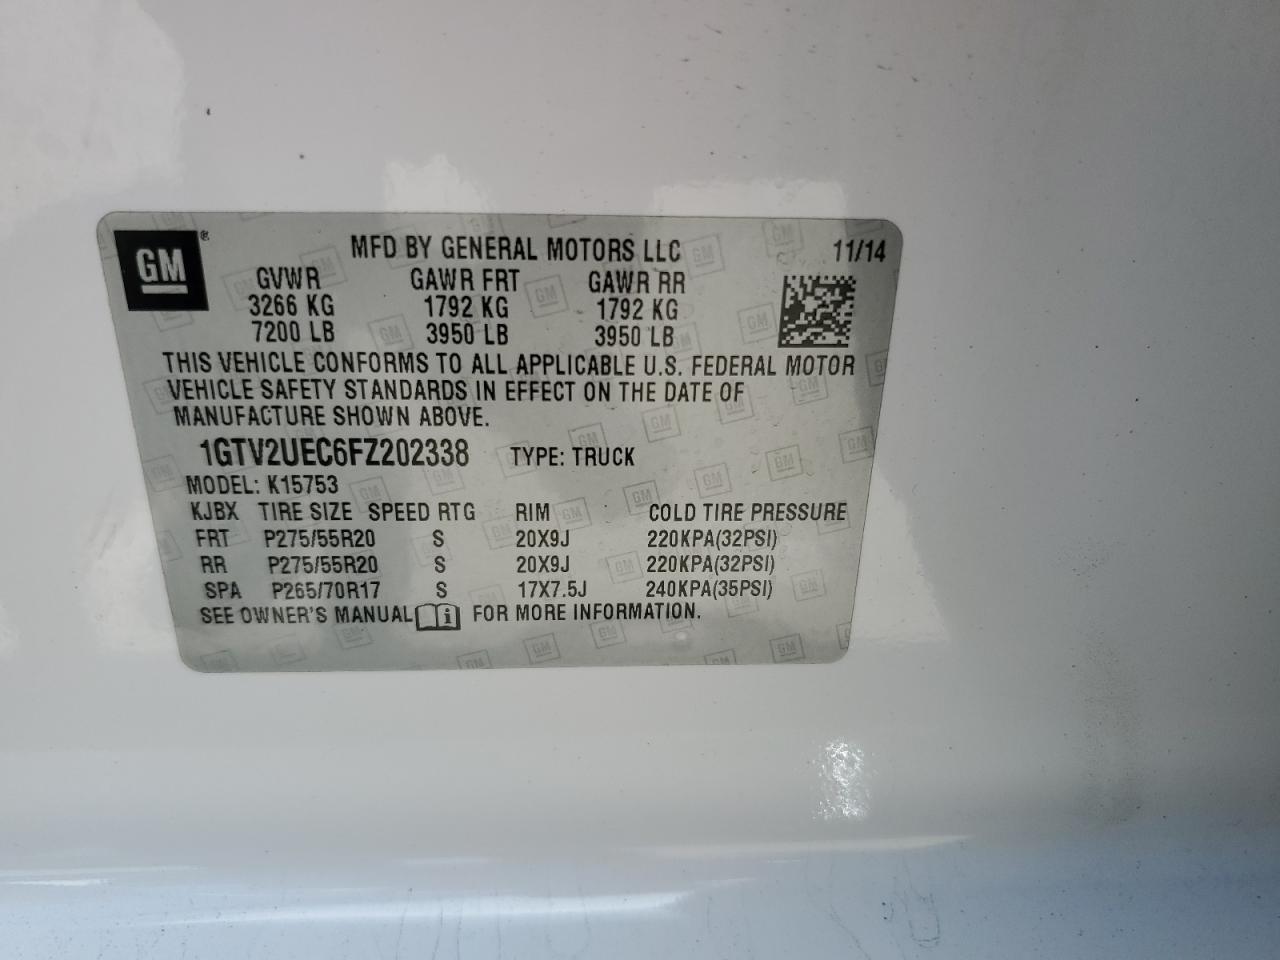 GM ®
MFD BY GENERAL MOTORS LLC 11/14
GVWR GAWR FRT GAWR RR
3266 KG 1792 KG 1792 KG
7200 LB 3950 LB 3950 LB
THIS VEHICLE CONFORMS TO ALL APPLICABLE U.S. FEDERAL MOTOR
VEHICLE SAFETY STANDARDS IN EFFECT ON THE DATE OF
MANUFACTURE SHOWN ABOVE.
1GTV2UEC6FZ202338 TYPE: TRUCK
MODEL: K15753
KJBX TIRE SIZE SPEED RTG RIM COLD TIRE PRESSURE
FRT P275/55R20 S 20X9J 220KPA(32PSI)
RR P275/55R20 S 20X9J 220KPA(32PSI)
SPA P265/70R17 S 17X7.5J 240KPA(35PSI)
SEE OWNER'S MANUAL i FOR MORE INFORMATION.